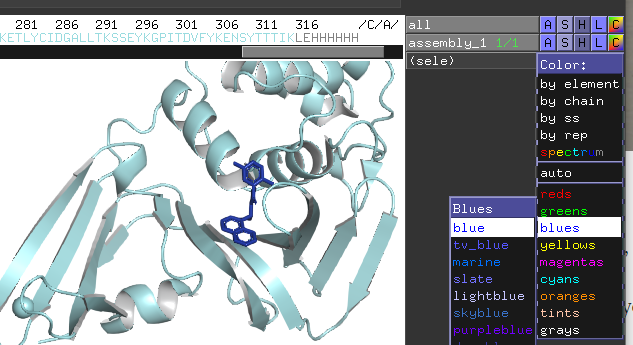 281 286 291 296 301 306 311 316 /C/A/
KETLYCIDGALLTKSSEYKGPITDVFYKENSYTTTIKLEHHHHHH
all A S H L C
assembly_1 1/1 A S H L C
(sele)
Color:
by element
by chain
by ss
by rep
spectrum
auto
reds
greens
blues
yellows
magentas
cyans
oranges
tints
grays
Blues
blue
tv_blue
marine
slate
lightblue
skyblue
purpleblue